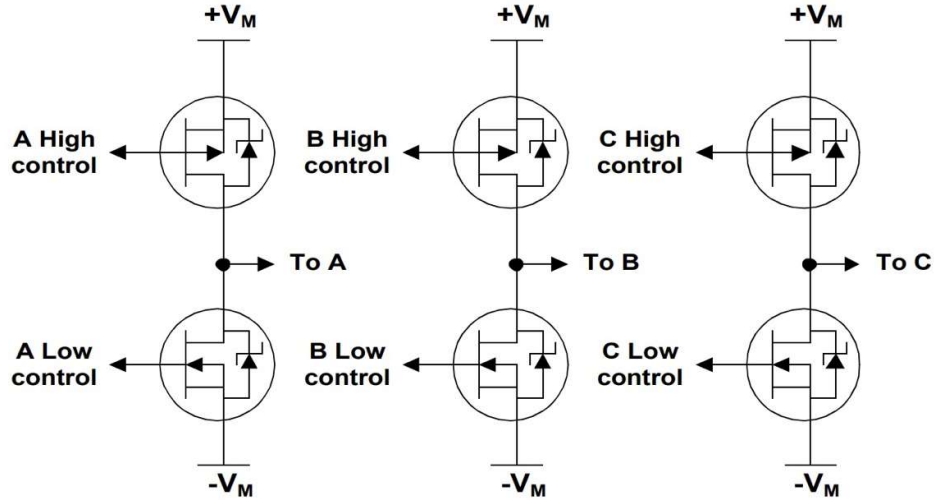 +VM +VM +VM
A High B High C High
control control control
To A To B To C
A Low B Low C Low
control control control
-VM -VM -VM